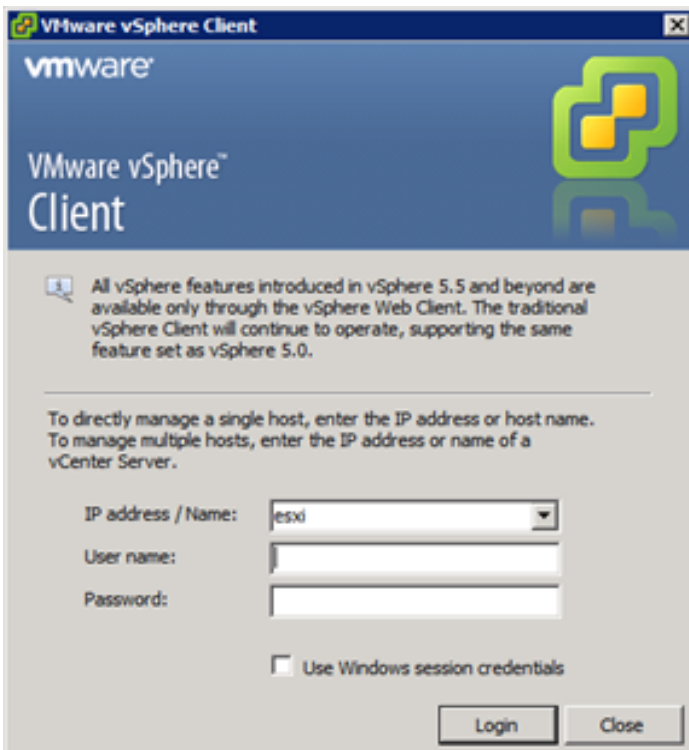 VMware vSphere Client
vmware
VMware vSphere™
Client
All vSphere features introduced in vSphere 5.5 and beyond are
available only through the vSphere Web Client. The traditional
vSphere Client will continue to operate, supporting the same
feature set as vSphere 5.0.
To directly manage a single host, enter the IP address or host name.
To manage multiple hosts, enter the IP address or name of a
vCenter Server.
IP address / Name: esxi
User name:
Password:
Use Windows session credentials
Login Close